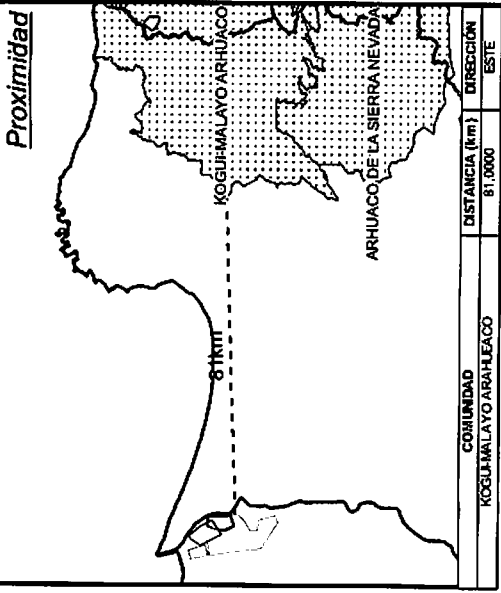 Proximidad
KOGUI-MALAYO ARHUACO
81km
ARHUACO DE LA SIERRA NEVADA
COMUNIDAD DISTANCIA (km) DIRECCIÓN
KOGUI-MALAYO ARAHUEACO 81,0000 ESTE